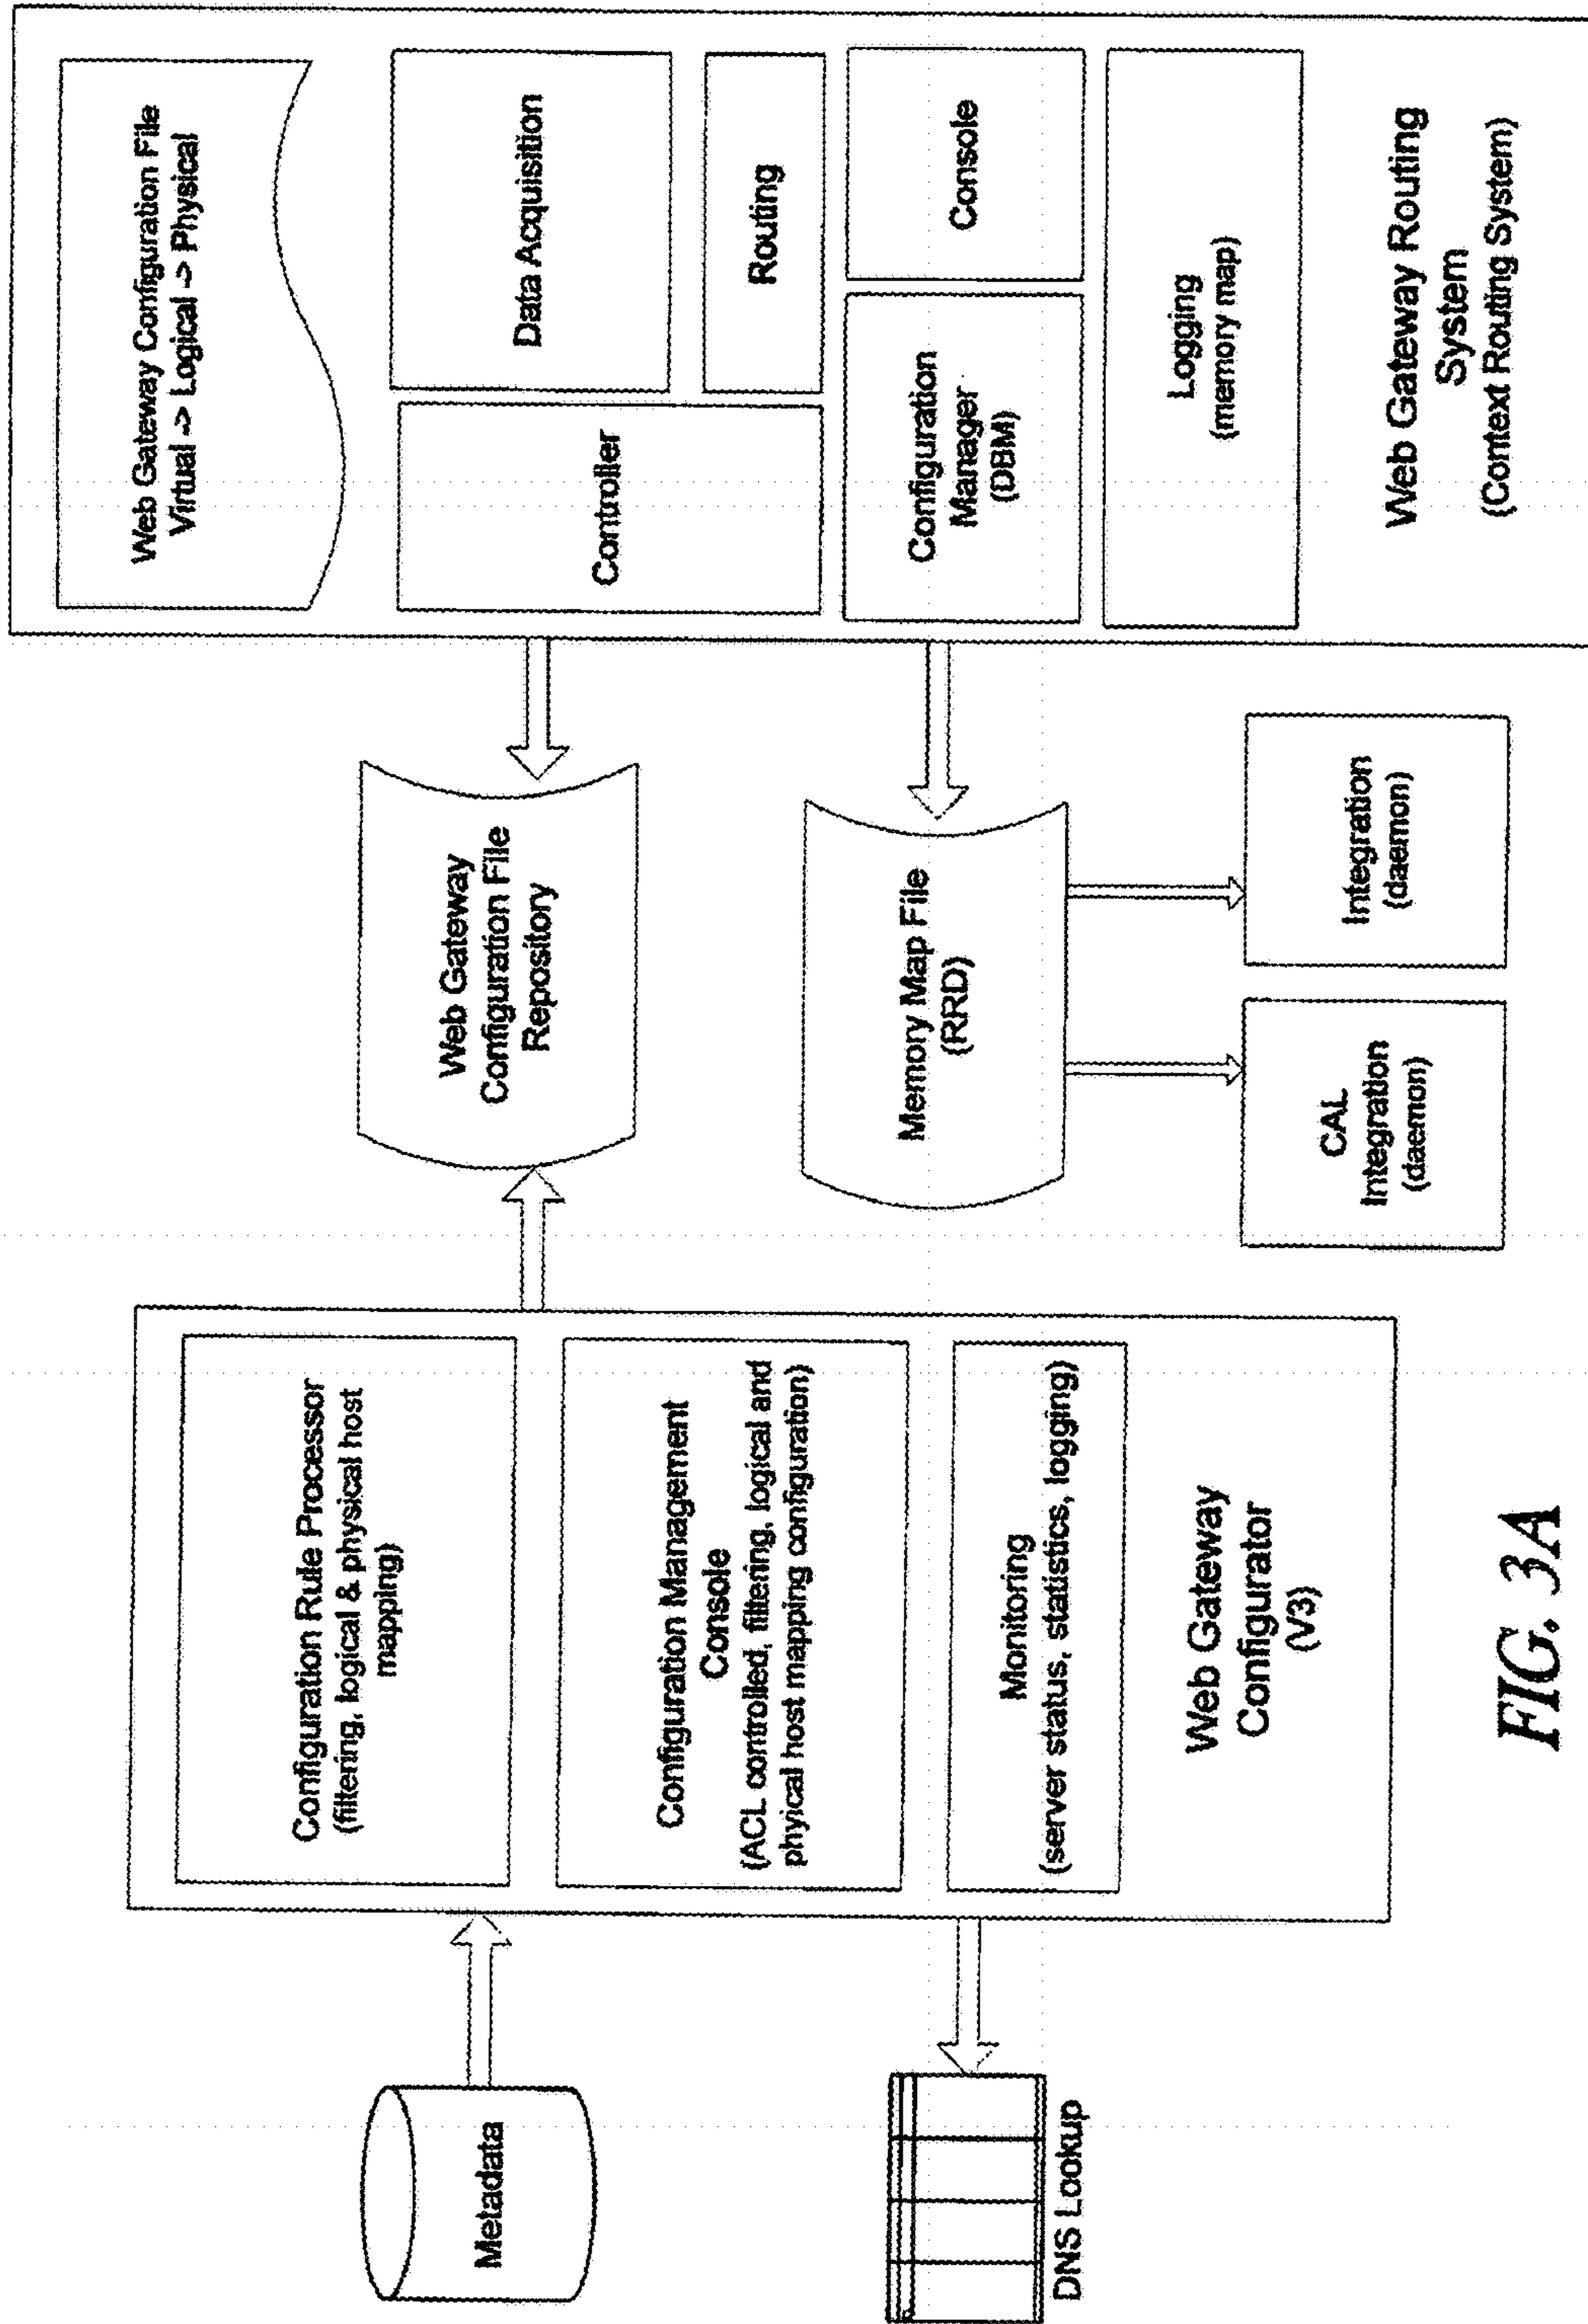 Metadata
DNS Lookup
Configuration Rule Processor
(filtering, logical & physical host
mapping)
Configuration Management
Console
(ACL controlled, filtering, logical and
phyical host mapping configuration)
Monitoring
(server status, statistics, logging)
Web Gateway
Configurator
(V3)
Web Gateway
Configuration File
Repository
Memory Map File
(RRD)
CAL
Integration
(daemon)
Integration
(daemon)
Web Gateway Configuration File
Virtual -> Logical -> Physical
Controller
Data Acquisition
Routing
Configuration
Manager
(DBM)
Console
Logging
(memory map)
Web Gateway Routing
System
(Context Routing System)
FIG. 3A